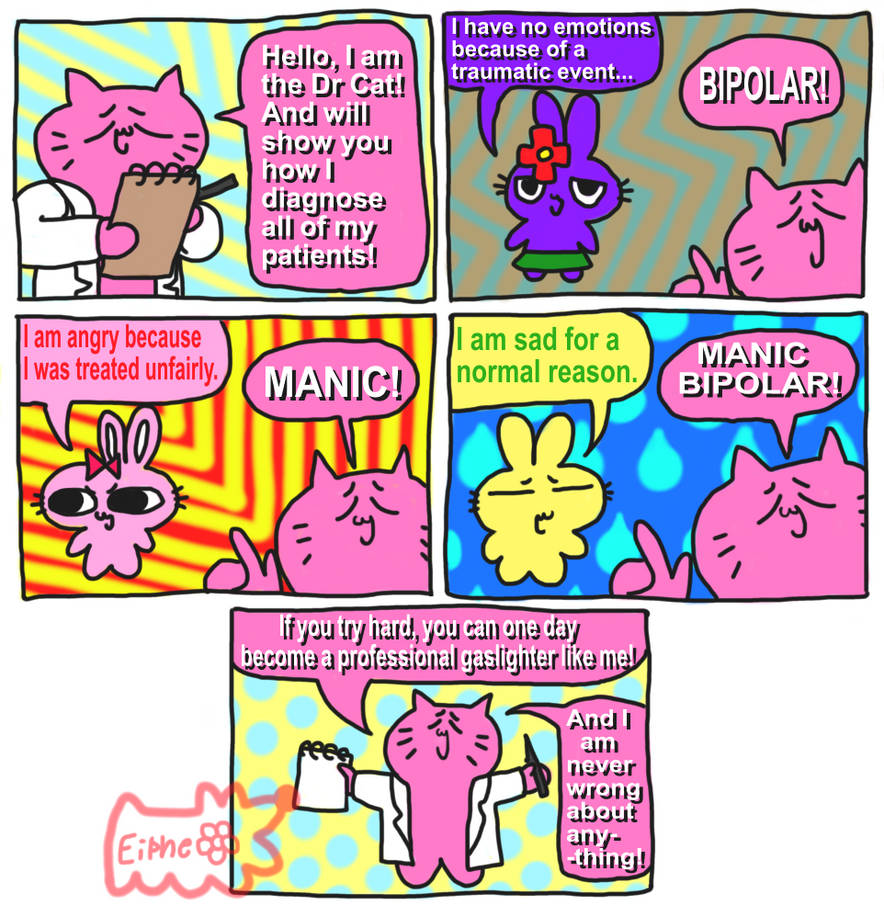 Hello, I am
the Dr Cat!
And will
show you
how I
diagnose
all of my
patients!
I have no emotions
because of a
traumatic event...
BIPOLAR!
I am angry because
I was treated unfairly.
MANIC!
I am sad for a
normal reason.
MANIC
BIPOLAR!
If you try hard, you can one day
become a professional gaslighter like me!
And I
am
never
wrong
about
any-
-thing!
Eiphe